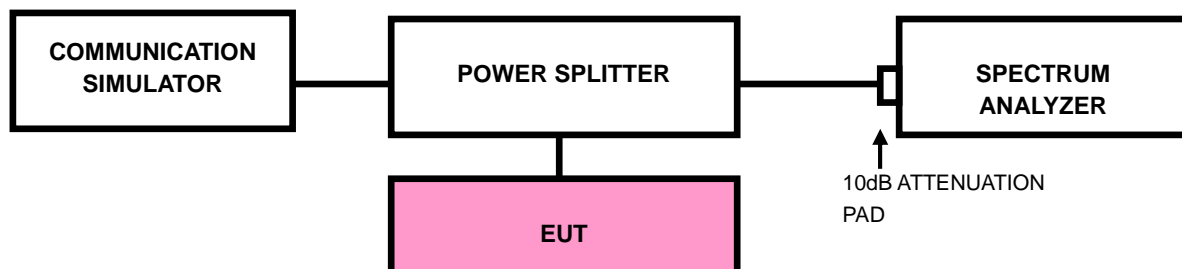 COMMUNICATION
SIMULATOR
POWER SPLITTER
SPECTRUM
ANALYZER
10dB ATTENUATION
PAD
EUT